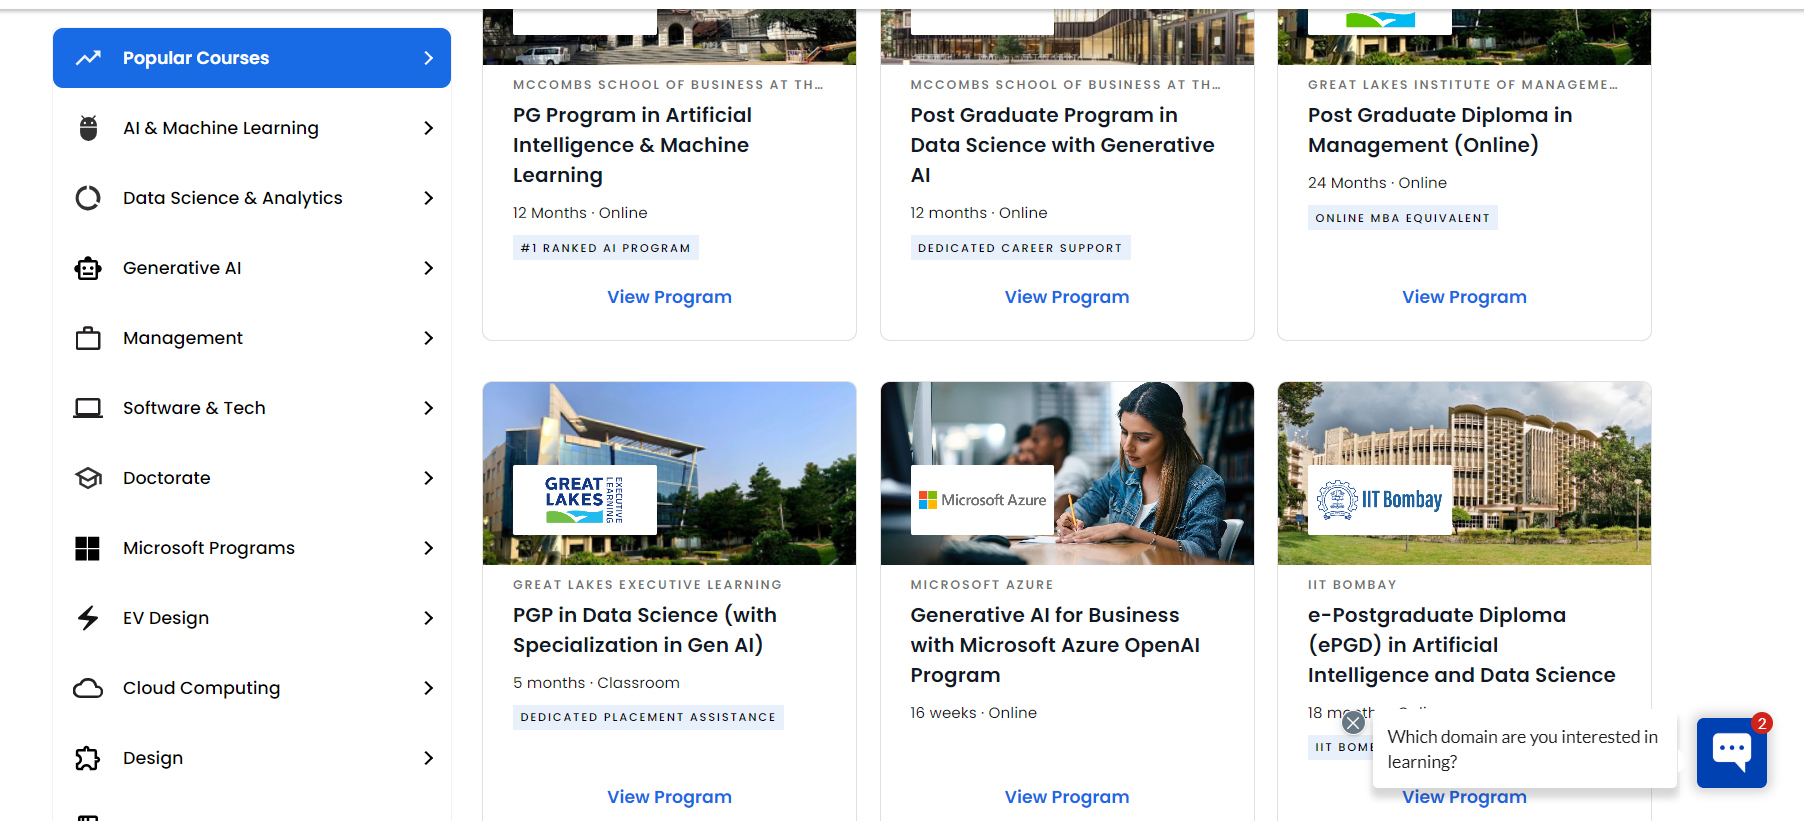 Popular Courses
AI & Machine Learning
Data Science & Analytics
Generative AI
Management
Software & Tech
Doctorate
Microsoft Programs
EV Design
Cloud Computing
Design
MCCOMBS SCHOOL OF BUSINESS AT TH...
PG Program in Artificial
Intelligence & Machine
Learning
12 Months · Online
#1 RANKED AI PROGRAM
View Program
MCCOMBS SCHOOL OF BUSINESS AT TH...
Post Graduate Program in
Data Science with Generative
AI
12 months · Online
DEDICATED CAREER SUPPORT
View Program
GREAT LAKES INSTITUTE OF MANAGEME...
Post Graduate Diploma in
Management (Online)
24 Months · Online
ONLINE MBA EQUIVALENT
View Program
GREAT
LAKES
EXECUTIVE
LEARNING
GREAT LAKES EXECUTIVE LEARNING
PGP in Data Science (with
Specialization in Gen AI)
5 months · Classroom
DEDICATED PLACEMENT ASSISTANCE
View Program
Microsoft Azure
MICROSOFT AZURE
Generative AI for Business
with Microsoft Azure OpenAI
Program
16 weeks · Online
View Program
IIT Bombay
IIT BOMBAY
e-Postgraduate Diploma
(ePGD) in Artificial
Intelligence and Data Science
18
IIT
View Program
Which domain are you interested in
learning?
2